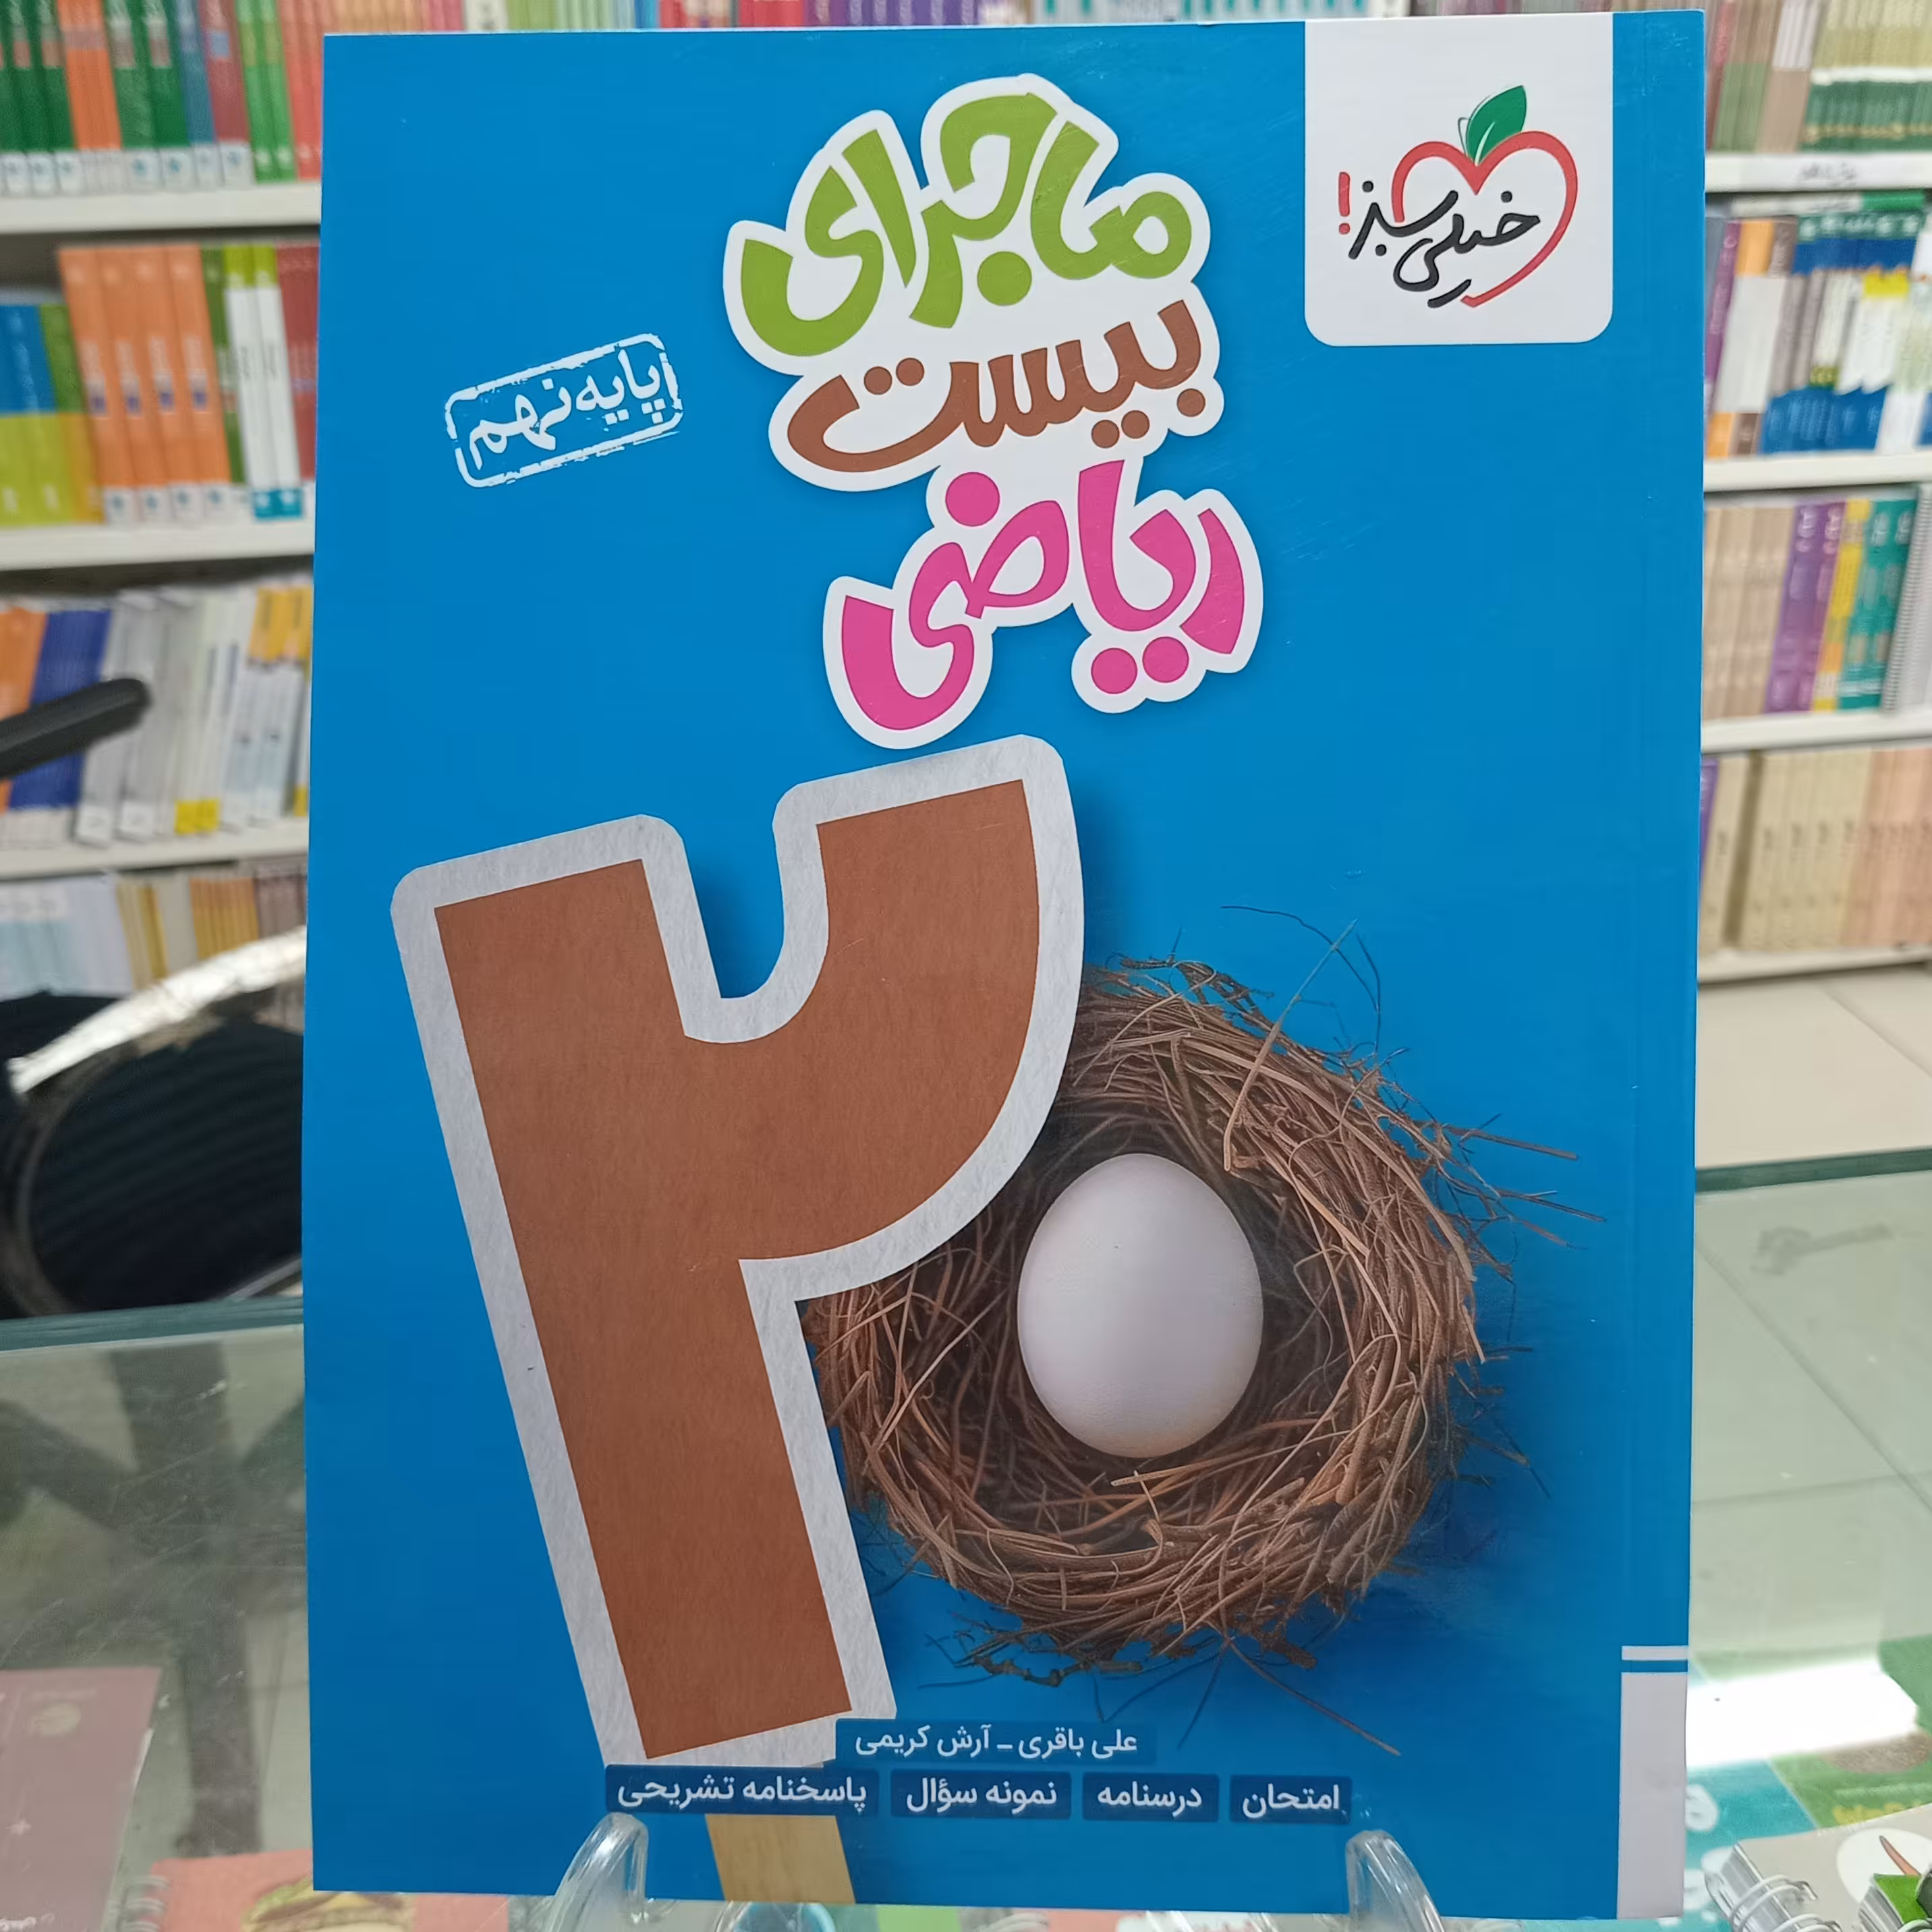 خیلی سبز!
ماجرای
بیست
ریاضی
پایه نهم
۲۰
علی باقری - آرش کریمی
امتحان درسنامه نمونه سؤال پاسخنامه تشریحی